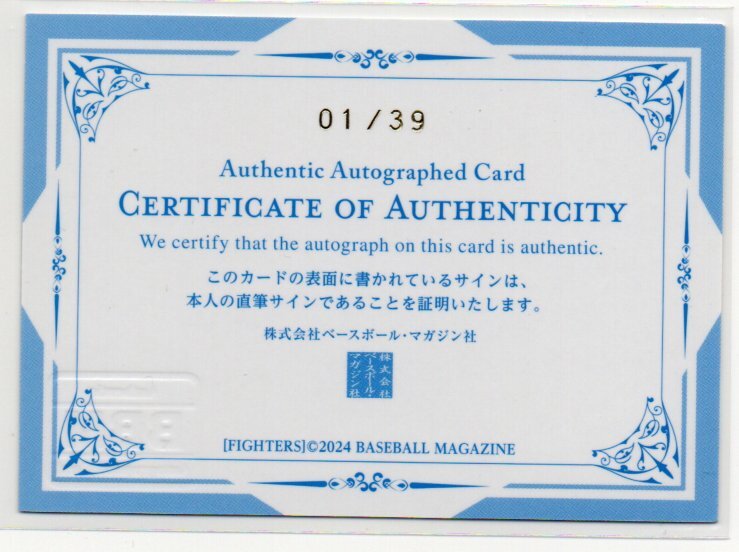 01/39
Authentic Autographed Card
CERTIFICATE OF AUTHENTICITY
We certify that the autograph on this card is authentic.
このカードの表面に書かれているサインは、
本人の直筆サインであることを証明いたします。
株式会社ベースボール・マガジン社
株式会社
ベースボール・
マガジン社
[FIGHTERS]©2024 BASEBALL MAGAZINE